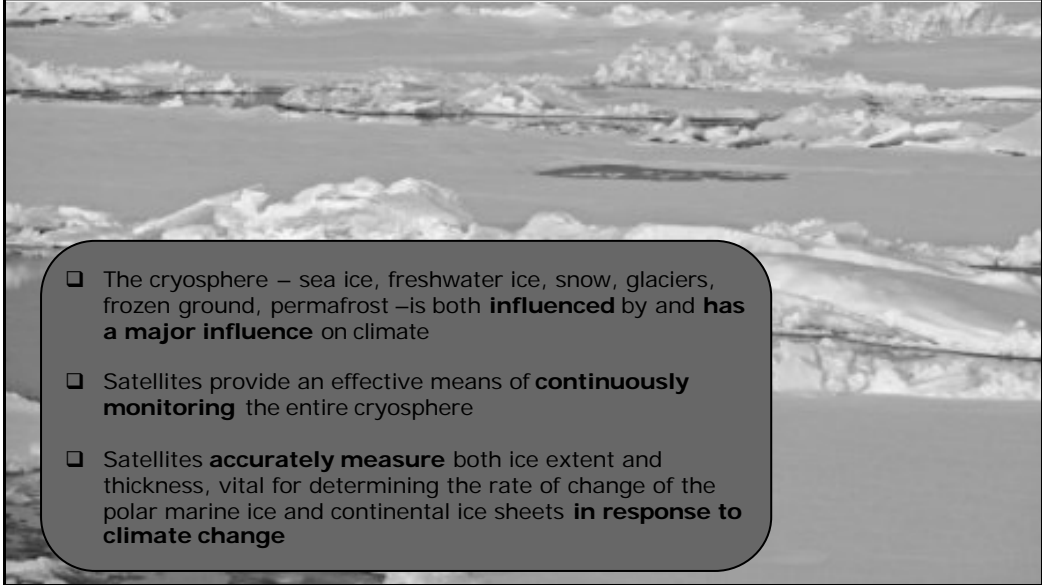 ❑ The cryosphere – sea ice, freshwater ice, snow, glaciers,
frozen ground, permafrost –is both influenced by and has
a major influence on climate
❑ Satellites provide an effective means of continuously
monitoring the entire cryosphere
❑ Satellites accurately measure both ice extent and
thickness, vital for determining the rate of change of the
polar marine ice and continental ice sheets in response to
climate change